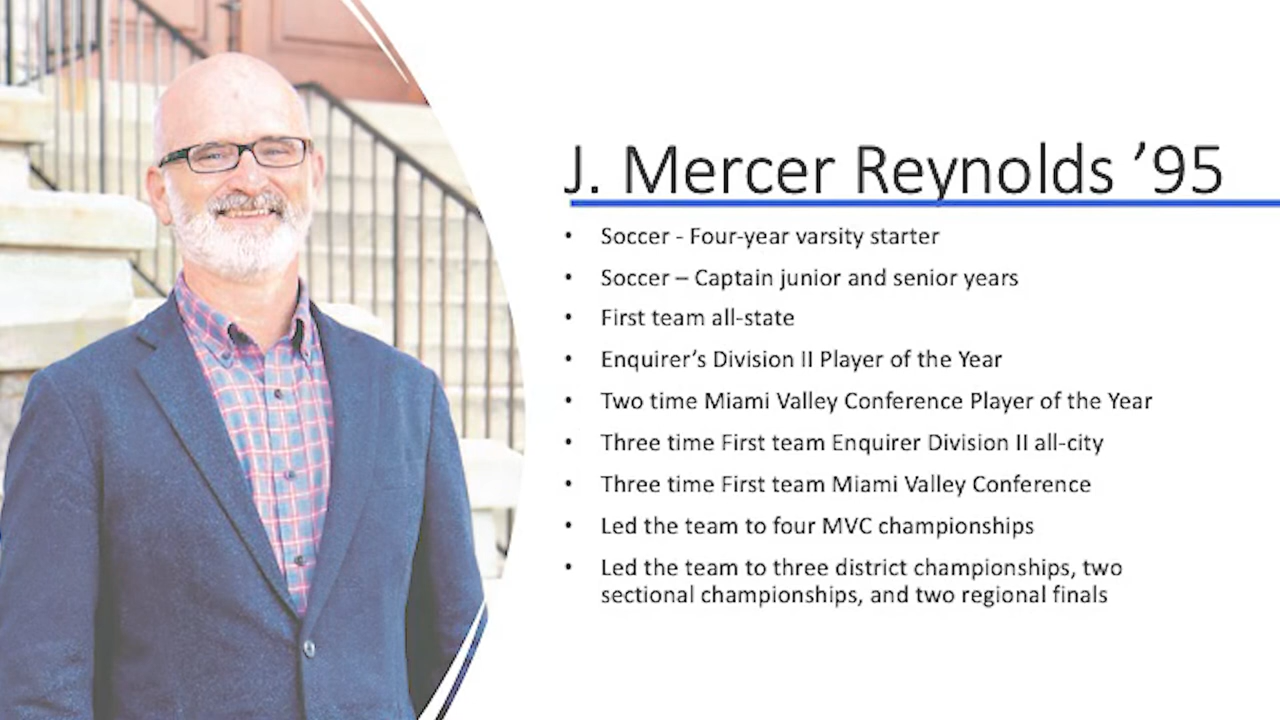 J. Mercer Reynolds ’95
• Soccer - Four-year varsity starter
• Soccer – Captain junior and senior years
• First team all-state
• Enquirer’s Division II Player of the Year
• Two time Miami Valley Conference Player of the Year
• Three time First team Enquirer Division II all-city
• Three time First team Miami Valley Conference
• Led the team to four MVC championships
• Led the team to three district championships, two
sectional championships, and two regional finals